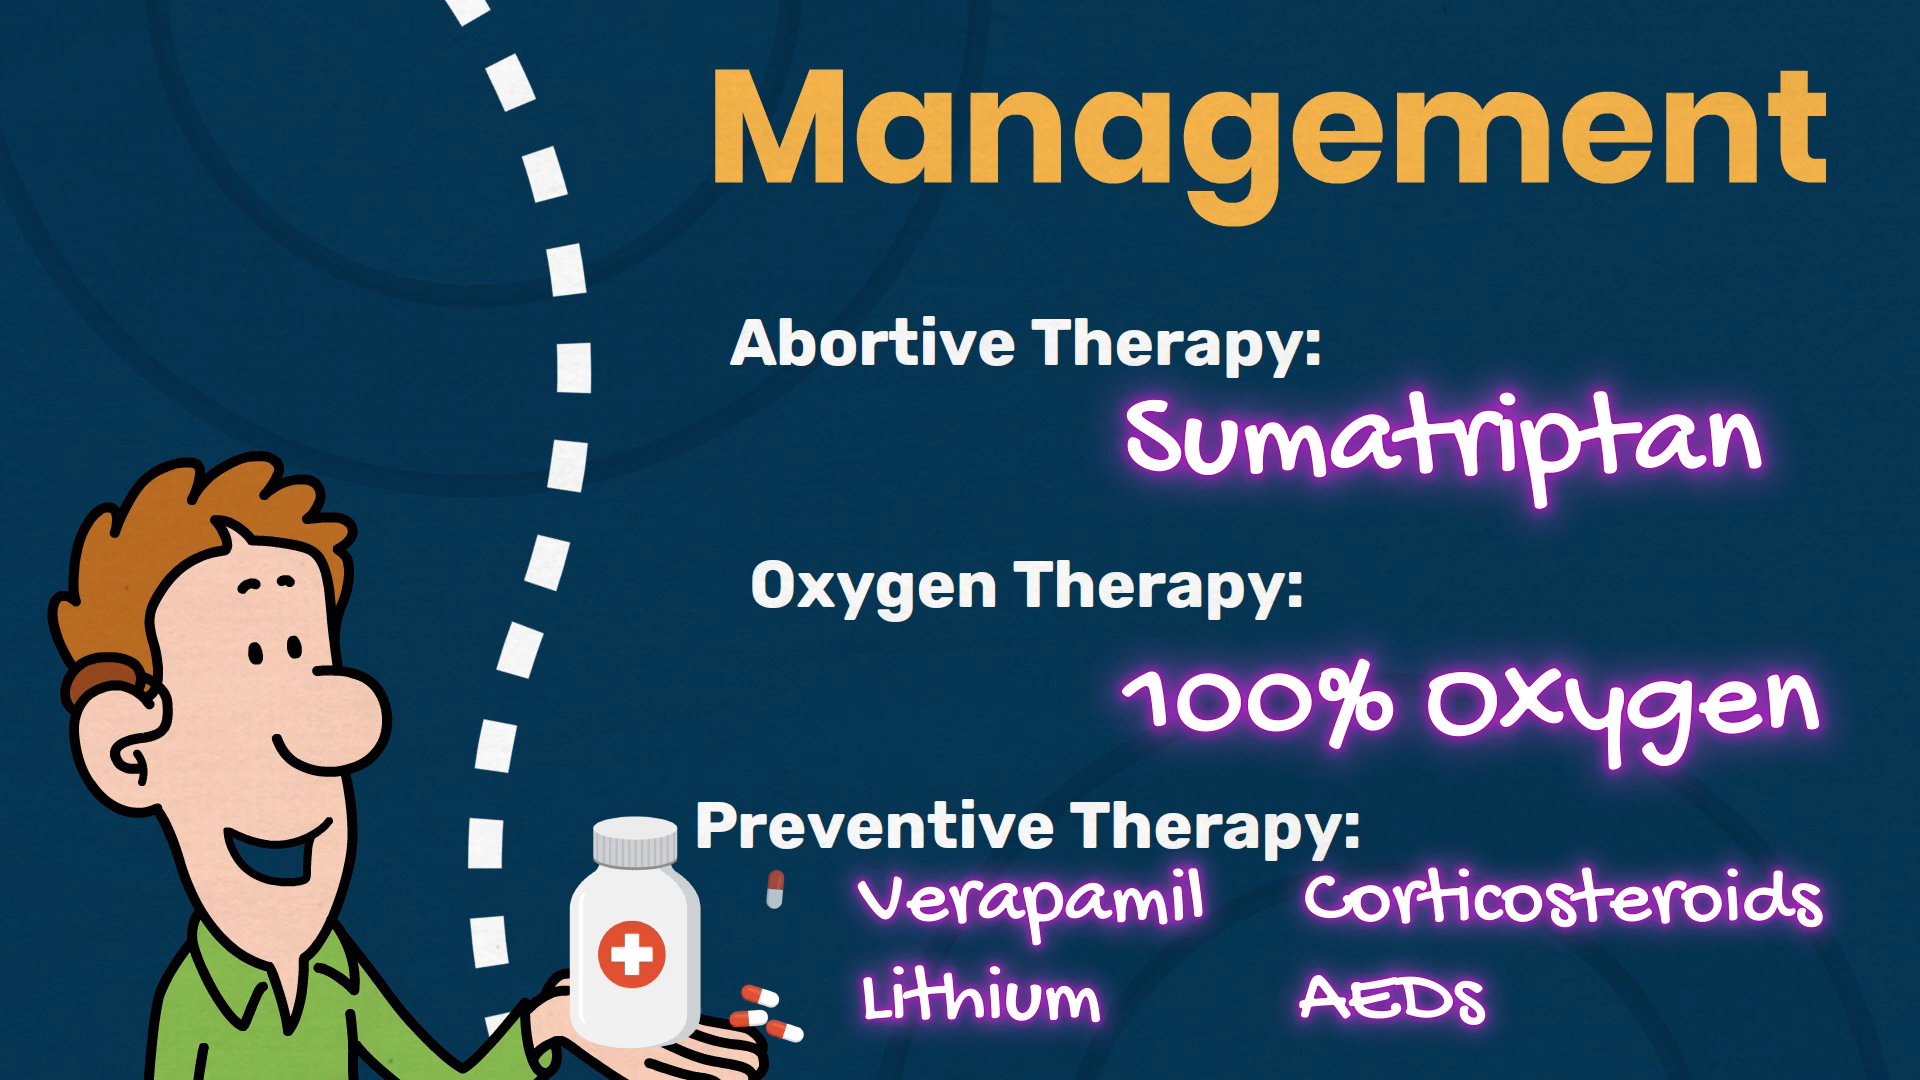 Management
Abortive Therapy:
Sumatriptan
Oxygen Therapy:
100% Oxygen
Preventive Therapy:
Verapamil Corticosteroids
Lithium AEDs